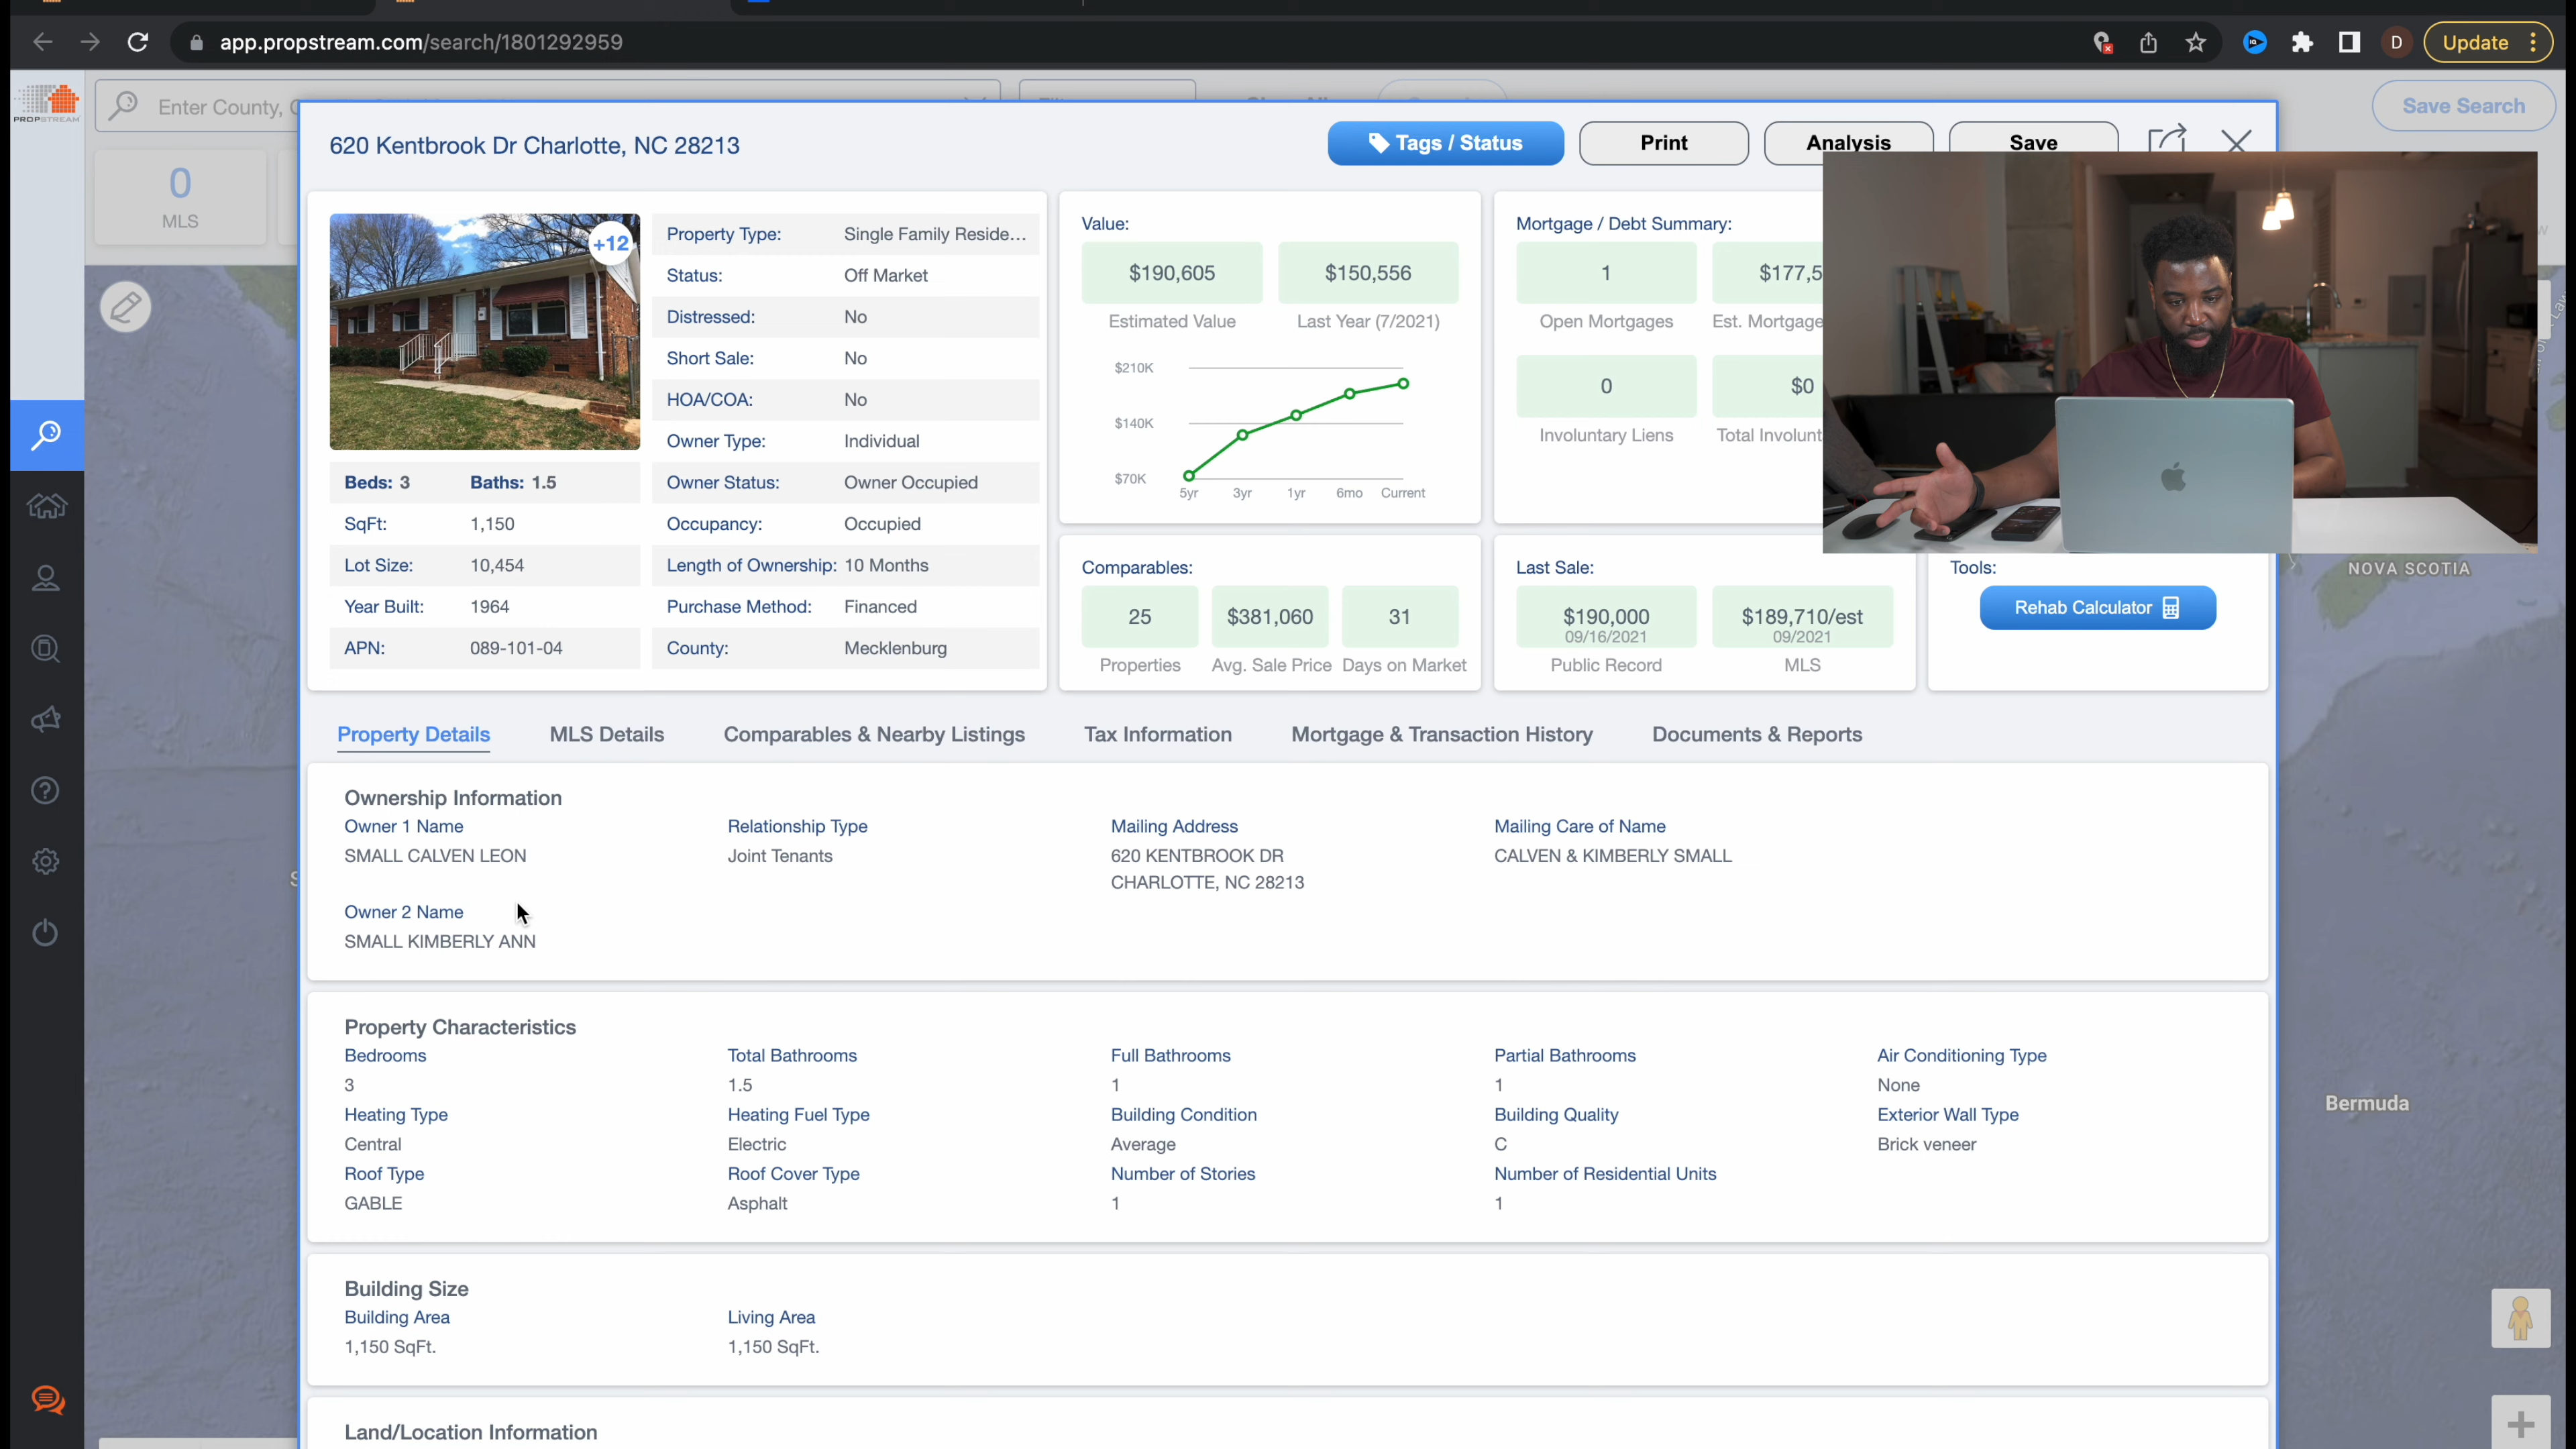 app.propstream.com/search/1801292959
D
Update
PROPSTREAM
Enter County, C
Save Search
0
MLS
620 Kentbrook Dr Charlotte, NC 28213
Tags / Status
Print
Analysis
Save
+12
Beds: 3 Baths: 1.5
SqFt: 1,150
Lot Size: 10,454
Year Built: 1964
APN: 089-101-04
Property Type: Single Family Reside...
Status: Off Market
Distressed: No
Short Sale: No
HOA/COA: No
Owner Type: Individual
Owner Status: Owner Occupied
Occupancy: Occupied
Length of Ownership: 10 Months
Purchase Method: Financed
County: Mecklenburg
Value:
$190,605 $150,556
Estimated Value Last Year (7/2021)
$210K
$140K
$70K
5yr 3yr 1yr 6mo Current
Mortgage / Debt Summary:
1 $177,5
Open Mortgages Est. Mortgage
0 $0
Involuntary Liens Total Involunt
Comparables:
25 $381,060 31
Properties Avg. Sale Price Days on Market
Last Sale:
$190,000 $189,710/est
09/16/2021 09/2021
Public Record MLS
Tools:
Rehab Calculator
NOVA SCOTIA
Property Details MLS Details Comparables & Nearby Listings Tax Information Mortgage & Transaction History Documents & Reports
Ownership Information
Owner 1 Name Relationship Type Mailing Address Mailing Care of Name
SMALL CALVEN LEON Joint Tenants 620 KENTBROOK DR CALVEN & KIMBERLY SMALL
CHARLOTTE, NC 28213
Owner 2 Name
SMALL KIMBERLY ANN
Property Characteristics
Bedrooms Total Bathrooms Full Bathrooms Partial Bathrooms Air Conditioning Type
3 1.5 1 1 None
Heating Type Heating Fuel Type Building Condition Building Quality Exterior Wall Type
Central Electric Average C Brick veneer
Roof Type Roof Cover Type Number of Stories Number of Residential Units
GABLE Asphalt 1 1
Bermuda
Building Size
Building Area Living Area
1,150 SqFt. 1,150 SqFt.
Land/Location Information